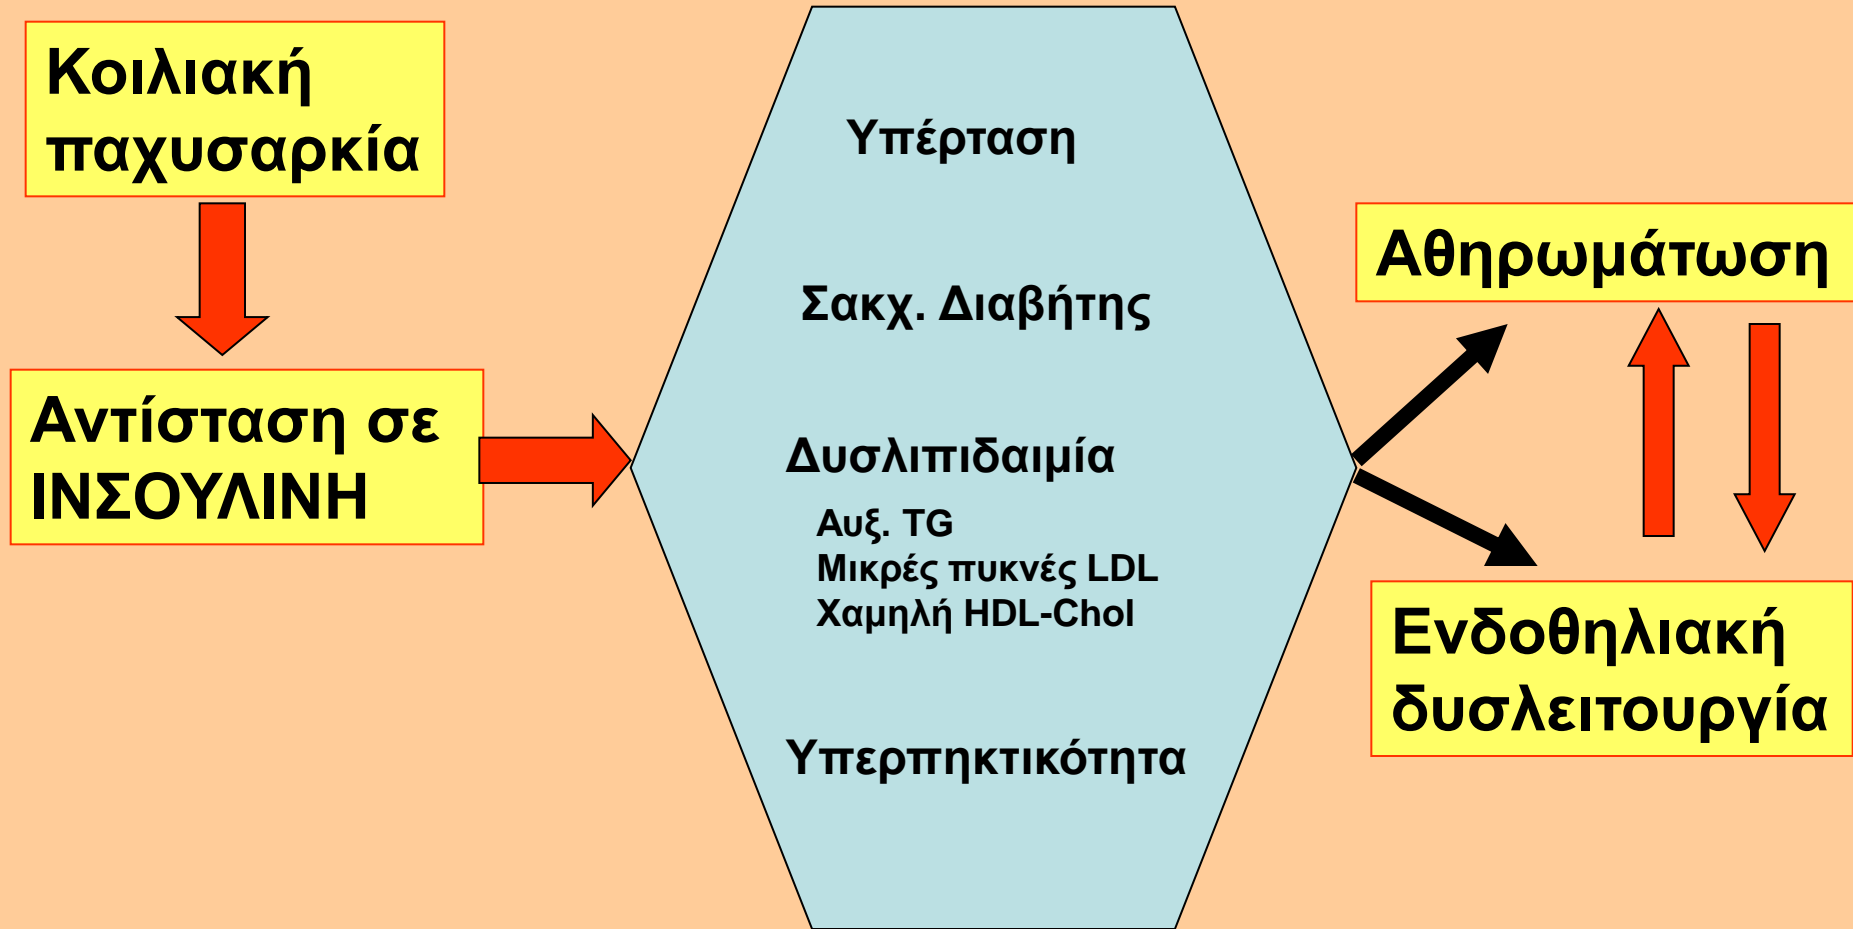 Κοιλιακή
παχυσαρκία
Αντίσταση σε
ΙΝΣΟΥΛΙΝΗ
Υπέρταση
Σακχ. Διαβήτης
Δυσλιπιδαιμία
Αυξ. TG
Μικρές πυκνές LDL
Χαμηλή HDL-Chol
Υπερπηκτικότητα
Αθηρωμάτωση
Ενδοθηλιακή
δυσλειτουργία